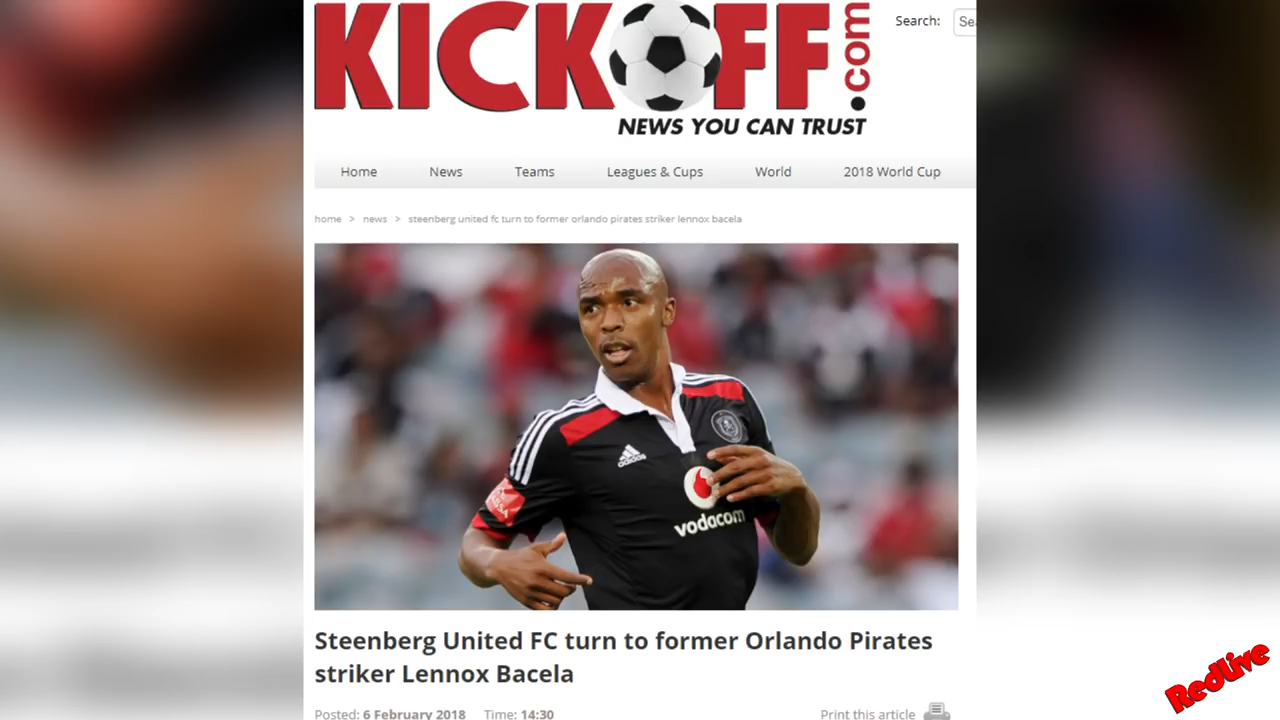 KICKOFF.com
Search:
NEWS YOU CAN TRUST
Home News Teams Leagues & Cups World 2018 World Cup
home > news > steenberg united fc turn to former orlando pirates striker lennox bacela
adidas
ABSA
vodacom
Steenberg United FC turn to former Orlando Pirates
striker Lennox Bacela
Posted: 6 February 2018 Time: 14:30 Print this article
RedLive